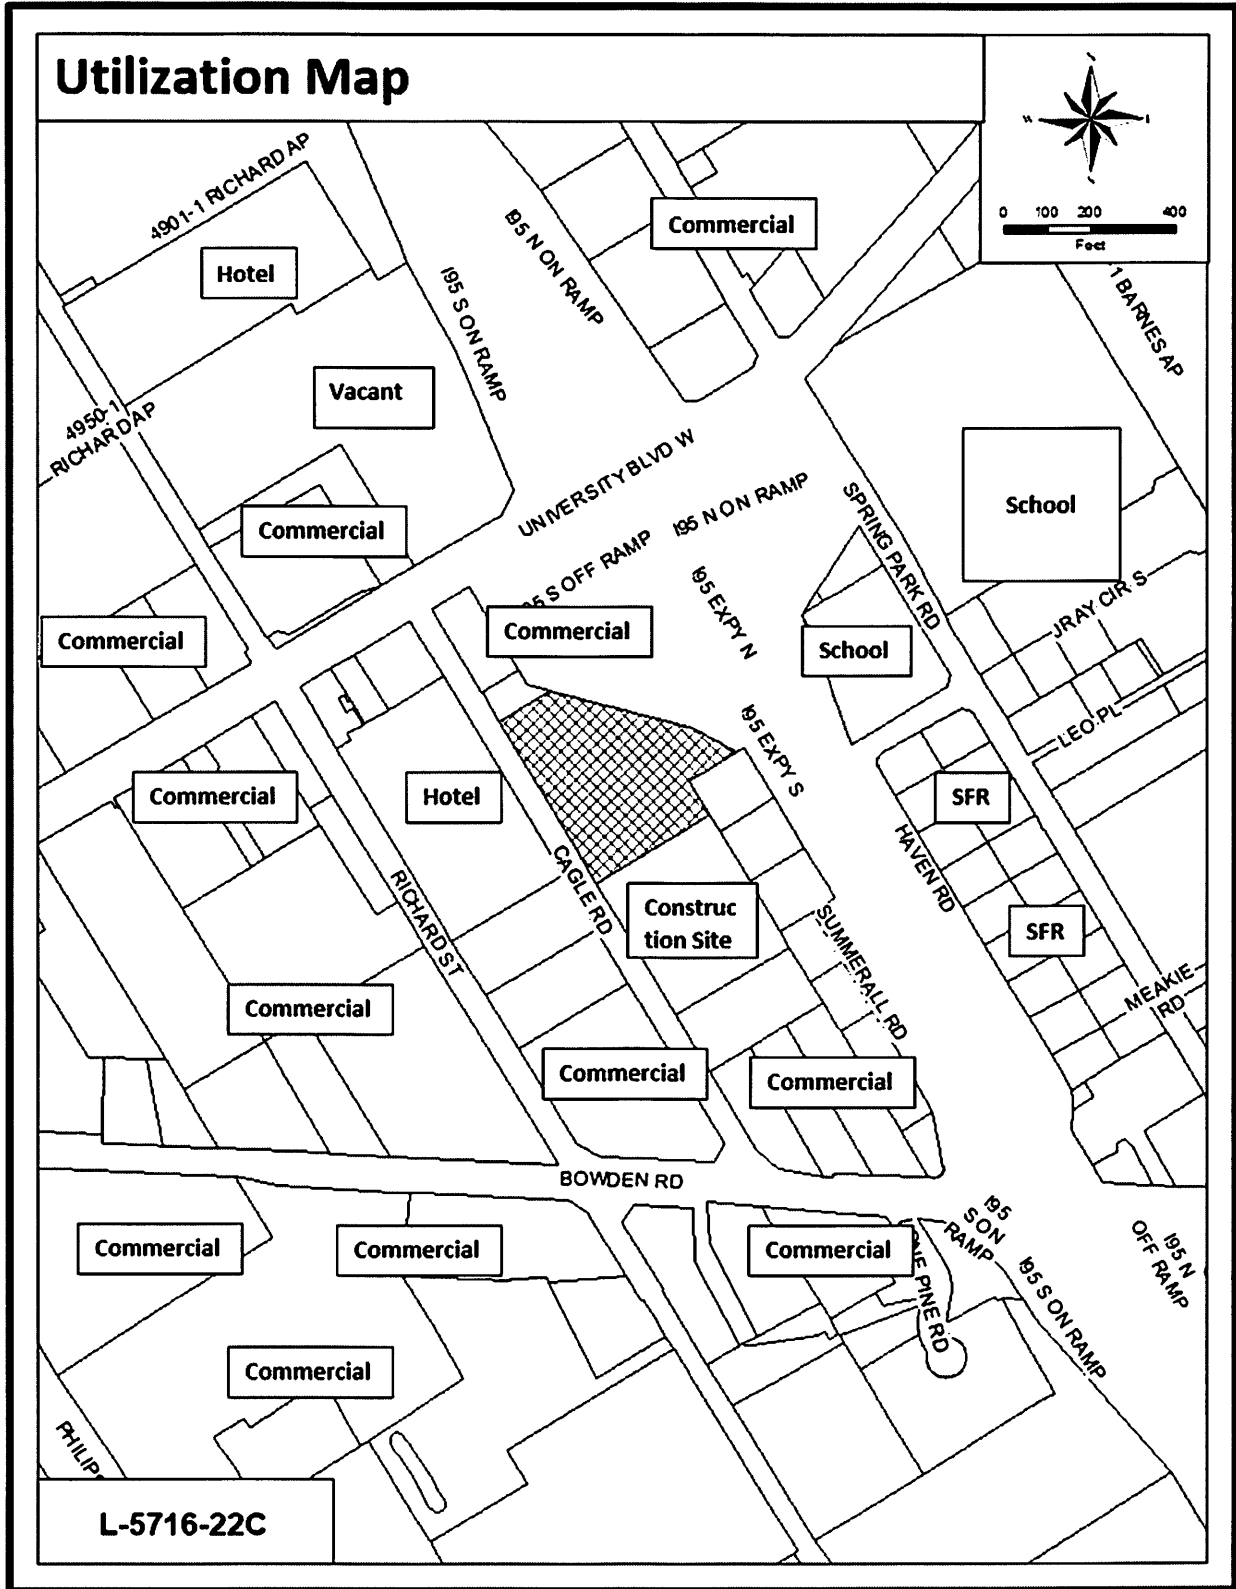 Utilization Map
0 100 200 400
Feet
4901-1 RICHARD AP
Hotel
I95 S ON RAMP
I95 N ON RAMP
Commercial
1 BARNES AP
Vacant
4950-1
RICHARD AP
UNIVERSITY BLVD W
I95 N ON RAMP
SPRING PARK RD
School
Commercial
S OFF RAMP
I95 EXPY N
JRAY CIR S
Commercial
Commercial
School
LEO PL
I95 EXPY S
Commercial
Hotel
SFR
HAVEN RD
CAGLE RD
RICHARD ST
Construc
tion Site
SUMMERALL RD
SFR
MEAKIE
RD
Commercial
Commercial
Commercial
BOWDEN RD
I95
S ON
RAMP
I95 N
OFF RAMP
Commercial
Commercial
Commercial
PINE RD
I95 S ON RAMP
Commercial
L-5716-22C